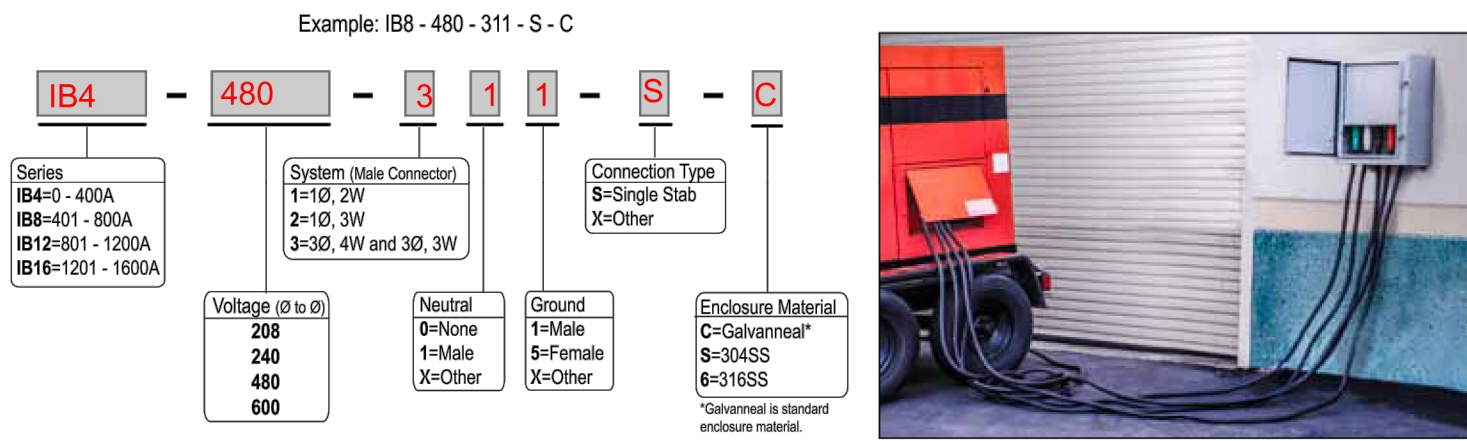 Example: IB8 - 480 - 311 - S - C
IB4 - 480 - 3 1 1 - S - C
Series
IB4=0 - 400A
IB8=401 - 800A
IB12=801 - 1200A
IB16=1201 - 1600A
System (Male Connector)
1=1Ø, 2W
2=1Ø, 3W
3=3Ø, 4W and 3Ø, 3W
Connection Type
S=Single Stab
X=Other
Voltage (Ø to Ø)
208
240
480
600
Neutral
0=None
1=Male
X=Other
Ground
1=Male
5=Female
X=Other
Enclosure Material
C=Galvanneal*
S=304SS
6=316SS
*Galvanneal is standard
enclosure material.